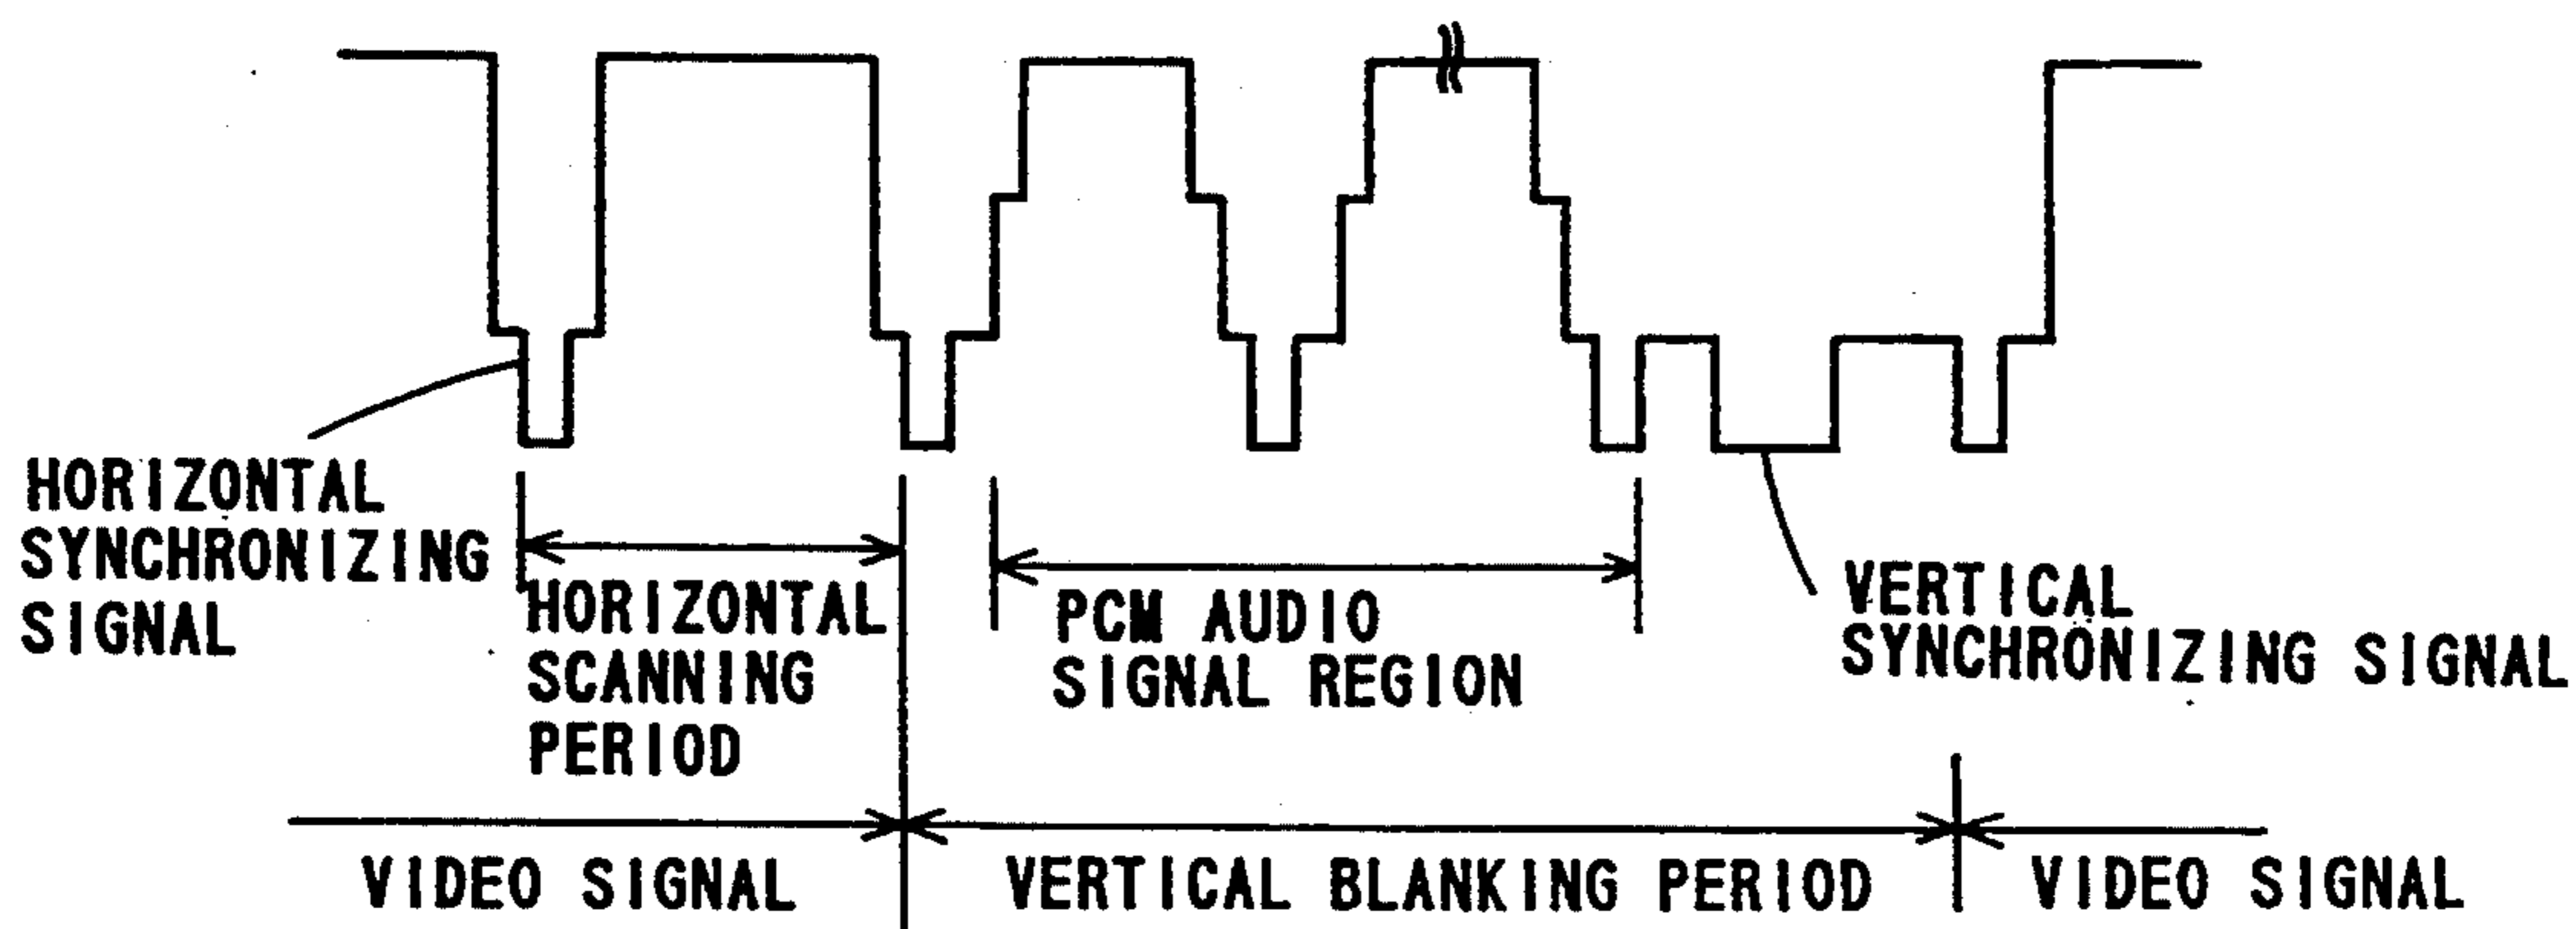 HORIZONTAL
SYNCHRONIZING
SIGNAL
HORIZONTAL
SCANNING
PERIOD
PCM AUDIO
SIGNAL REGION
VERTICAL
SYNCHRONIZING SIGNAL
VIDEO SIGNAL
VERTICAL BLANKING PERIOD
VIDEO SIGNAL